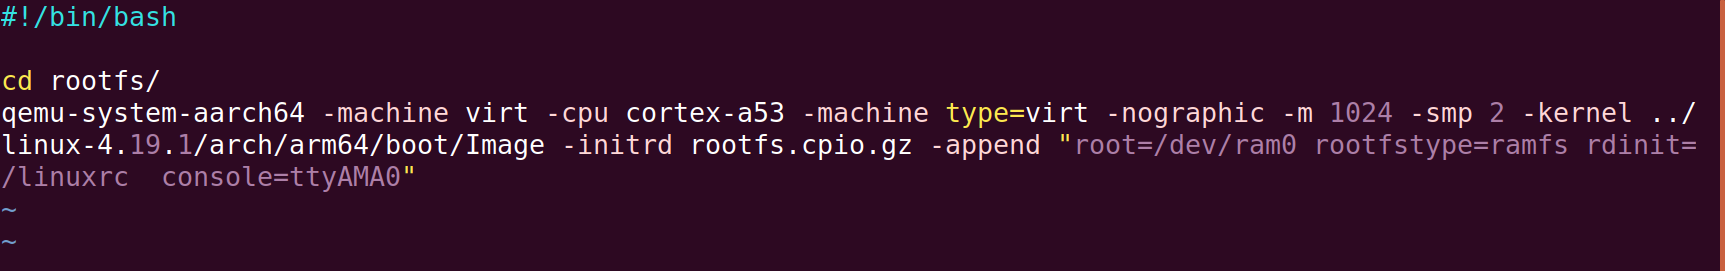 #!/bin/bash
cd rootfs/
qemu-system-aarch64 -machine virt -cpu cortex-a53 -machine type=virt -nographic -m 1024 -smp 2 -kernel ../
linux-4.19.1/arch/arm64/boot/Image -initrd rootfs.cpio.gz -append "root=/dev/ram0 rootfstype=ramfs rdinit=
/linuxrc  console=ttyAMA0"
~
~